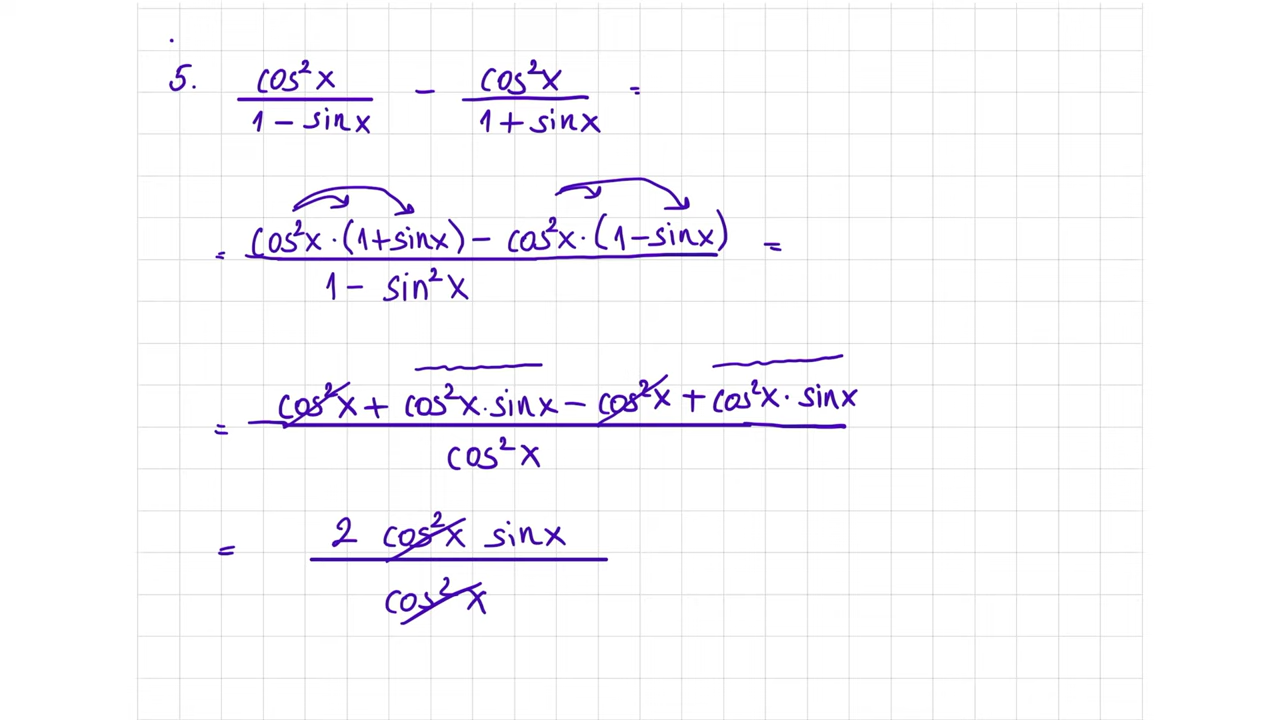 5. cos²x / (1 - sinx) - cos²x / (1 + sinx) =
= (cos²x · (1+sinx) - cos²x · (1-sinx)) / (1 - sin²x) =
= (cos²x + cos²x · sinx - cos²x + cos²x · sinx) / cos²x
= 2 cos²x sinx / cos²x